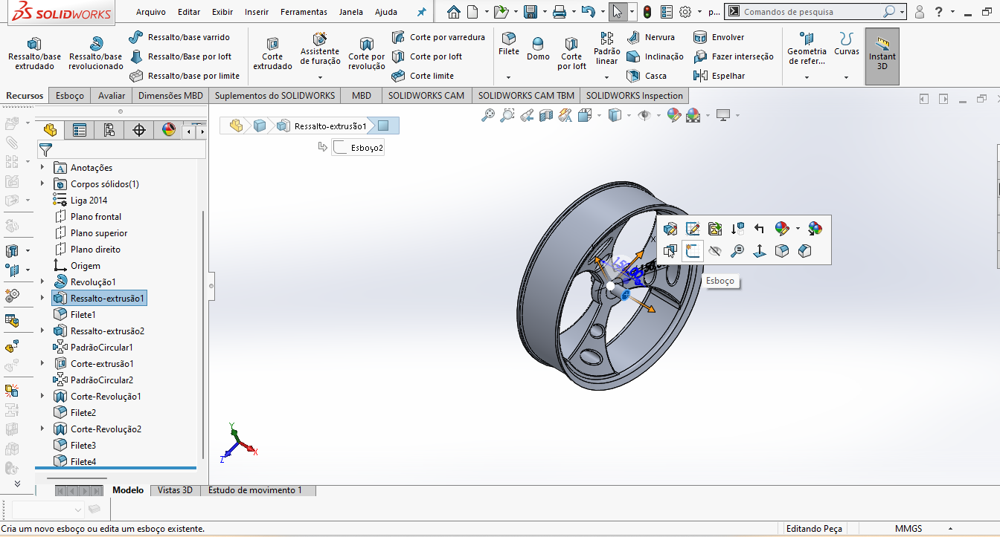 SOLIDWORKS
Arquivo Editar Exibir Inserir Ferramentas Janela Ajuda
p...
Comandos de pesquisa
?
Ressalto/base extrudado
Ressalto/base revolucionado
Ressalto/base varrido
Ressalto/Base por loft
Ressalto/base por limite
Corte extrudado
Assistente de furação
Corte por revolução
Corte por varredura
Corte por loft
Corte limite
Filete
Domo
Corte por loft
Padrão linear
Nervura
Inclinação
Casca
Envolver
Fazer interseção
Espelhar
Geometria de refer...
Curvas
Instant 3D
Recursos Esboço Avaliar Dimensões MBD Suplementos do SOLIDWORKS MBD SOLIDWORKS CAM SOLIDWORKS CAM TBM SOLIDWORKS Inspection
Ressalto-extrusão1
Esboço2
Anotações
Corpos sólidos(1)
Liga 2014
Plano frontal
Plano superior
Plano direito
Origem
Revolução1
Ressalto-extrusão1
Filete1
Ressalto-extrusão2
PadrãoCircular1
Corte-extrusão1
PadrãoCircular2
Corte-Revolução1
Filete2
Corte-Revolução2
Filete3
Filete4
X
Esboço
Y
X
Z
Modelo Vistas 3D Estudo de movimento 1
Cria um novo esboço ou edita um esboço existente.
Editando Peça
MMGS